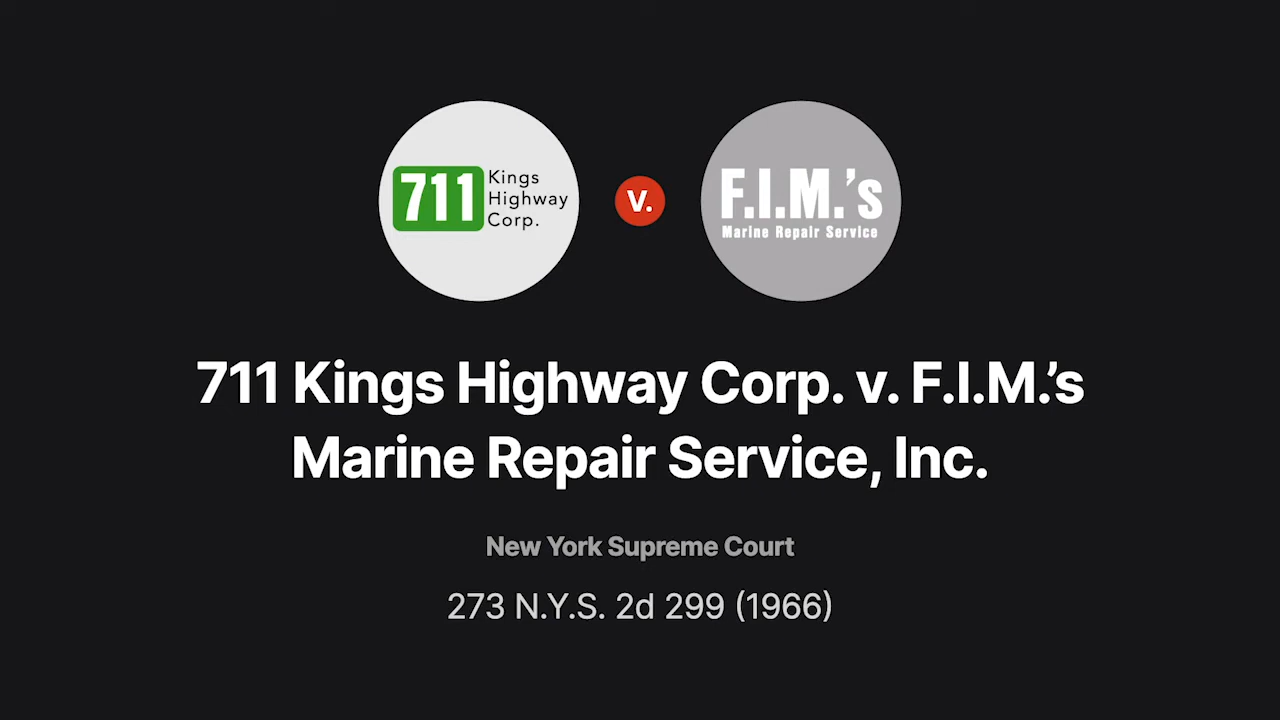 711
Kings
Highway
Corp.
V.
F.I.M.’s
Marine Repair Service
711 Kings Highway Corp. v. F.I.M.’s
Marine Repair Service, Inc.
New York Supreme Court
273 N.Y.S. 2d 299 (1966)